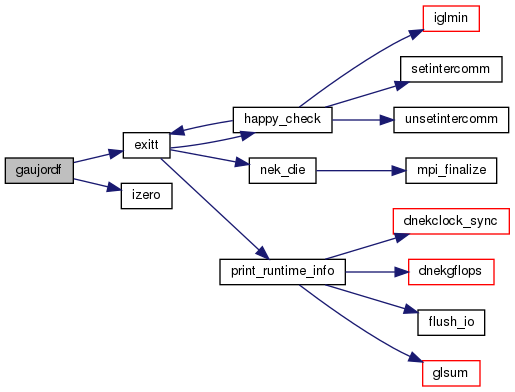 iglmin
setintercomm
happy_check
unsetintercomm
exitt
gaujordf
nek_die
mpi_finalize
izero
dnekclock_sync
print_runtime_info
dnekgflops
flush_io
glsum